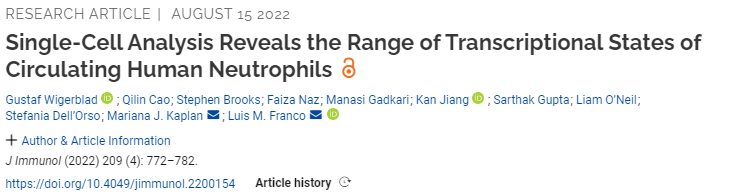 RESEARCH ARTICLE | AUGUST 15 2022
Single-Cell Analysis Reveals the Range of Transcriptional States of
Circulating Human Neutrophils
Gustaf Wigerblad iD ; Qilin Cao; Stephen Brooks; Faiza Naz; Manasi Gadkari; Kan Jiang iD ; Sarthak Gupta; Liam O'Neil;
Stefania Dell'Orso; Mariana J. Kaplan ; Luis M. Franco iD
+ Author & Article Information
J Immunol (2022) 209 (4): 772–782.
https://doi.org/10.4049/jimmunol.2200154 Article history